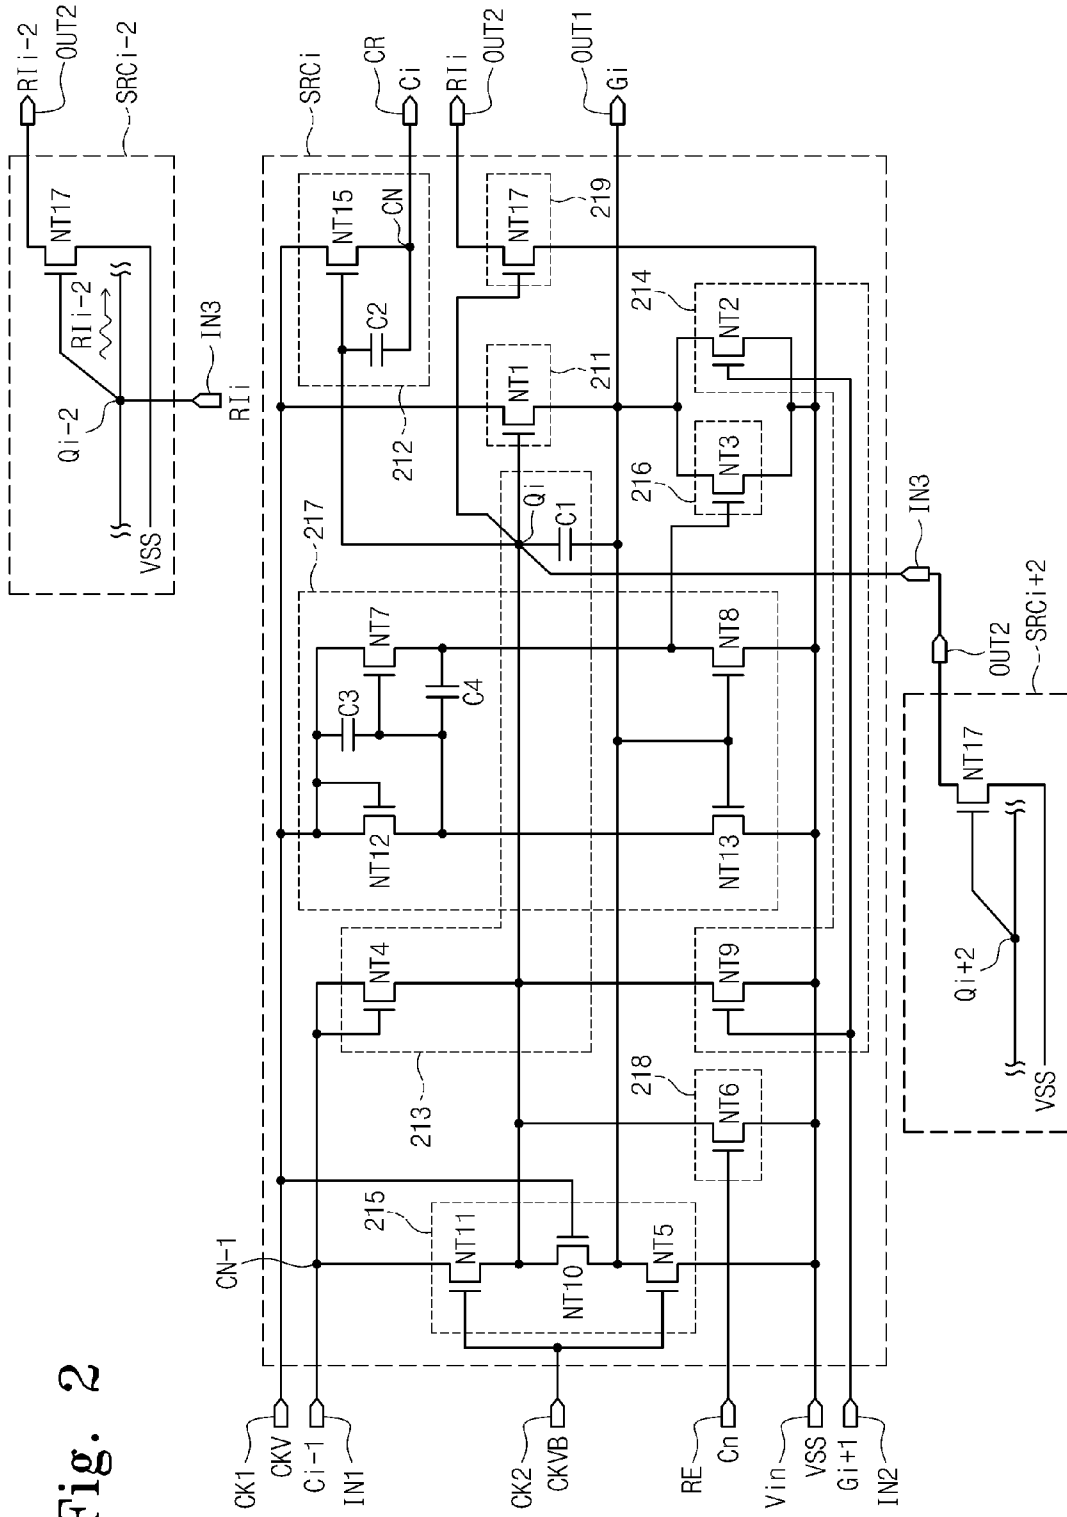 Fig. 2
RIi-2
OUT2
SRCi-2
NT17
RIi-2
Qi-2
VSS
IN3
RIi
SRCi
CR
Ci
RIi
OUT2
OUT1
Gi
CK1
CKV
Ci-1
IN1
CN-1
CK2
CKVB
RE
Cn
Vin
VSS
Gi+1
IN2
215
NT11
NT10
NT5
213
NT4
218
NT6
NT9
217
NT12
C3
NT7
C4
NT13
NT8
Qi
C1
212
C2
NT15
CN
211
NT1
219
NT17
216
NT3
214
NT2
IN3
OUT2
SRCi+2
NT17
Qi+2
VSS